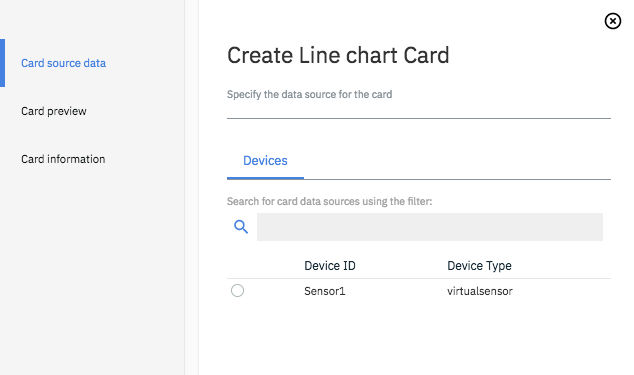 Card source data
Card preview
Card information
Create Line chart Card
Specify the data source for the card
Devices
Search for card data sources using the filter:
Device ID Device Type
Sensor1 virtualsensor